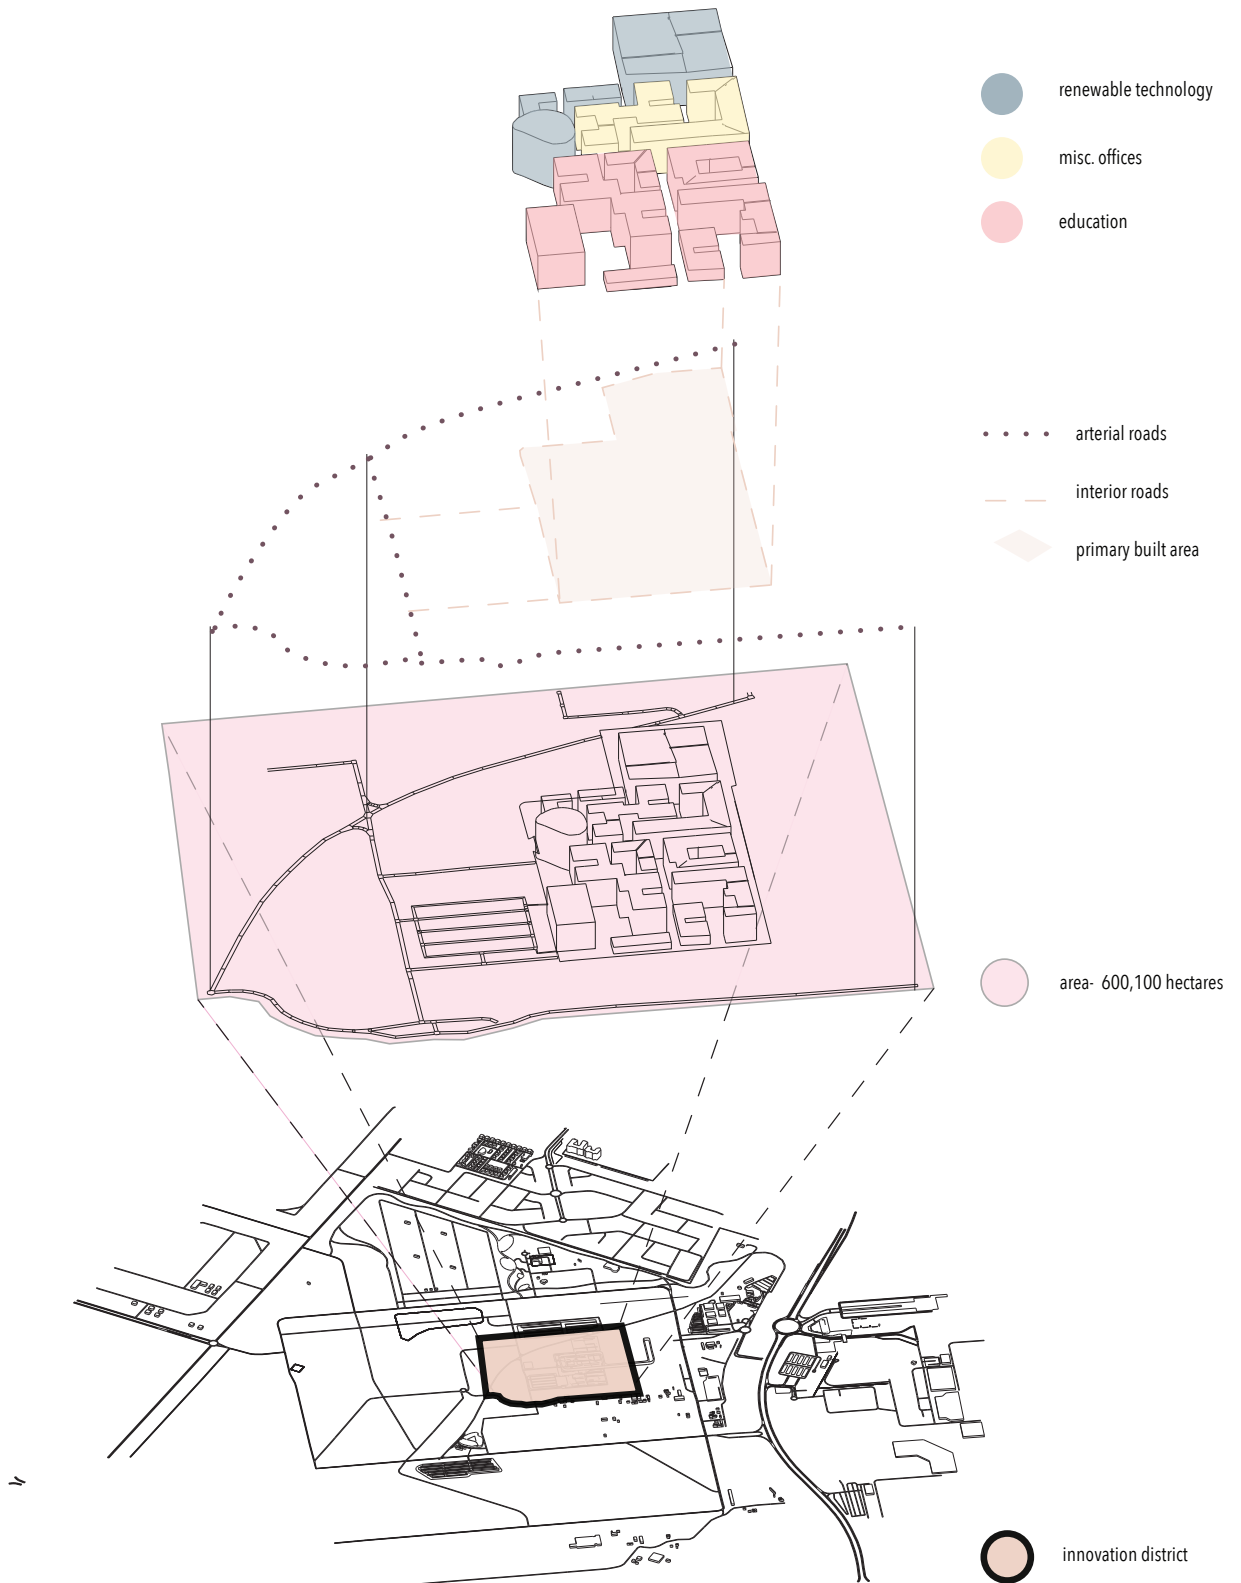 renewable technology
misc. offices
education
arterial roads
interior roads
primary built area
area- 600,100 hectares
innovation district